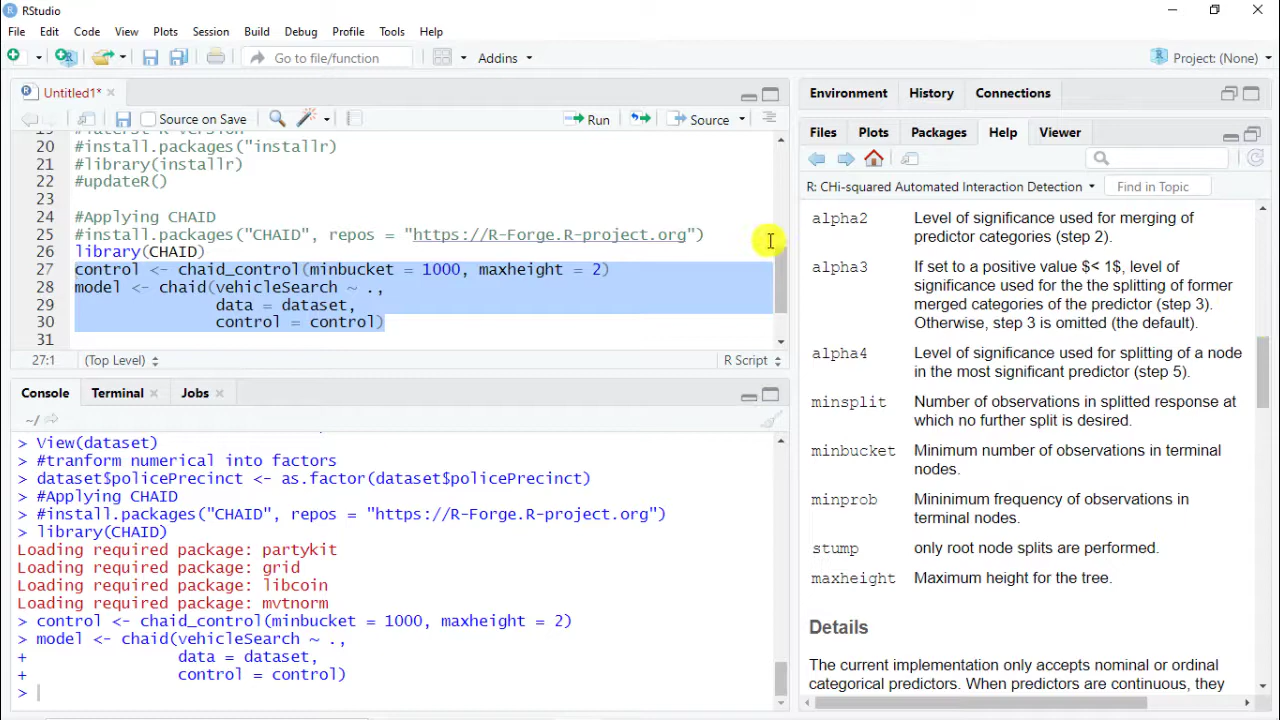 RStudio
File Edit Code View Plots Session Build Debug Profile Tools Help
Go to file/function Addins Project: (None)
Untitled1*
Source on Save Run Source
20 #install.packages("installr)
21 #library(installr)
22 #updateR()
23
24 #Applying CHAID
25 #install.packages("CHAID", repos = "https://R-Forge.R-project.org")
26 library(CHAID)
27 control <- chaid_control(minbucket = 1000, maxheight = 2)
28 model <- chaid(vehicleSearch ~ .,
29 data = dataset,
30 control = control)
31
27:1 (Top Level) R Script
Console Terminal Jobs
~/
> View(dataset)
> #tranform numerical into factors
> dataset$policePrecinct <- as.factor(dataset$policePrecinct)
> #Applying CHAID
> #install.packages("CHAID", repos = "https://R-Forge.R-project.org")
> library(CHAID)
Loading required package: partykit
Loading required package: grid
Loading required package: libcoin
Loading required package: mvtnorm
> control <- chaid_control(minbucket = 1000, maxheight = 2)
> model <- chaid(vehicleSearch ~ .,
+ data = dataset,
+ control = control)
>
Environment History Connections
Files Plots Packages Help Viewer
R: CHi-squared Automated Interaction Detection Find in Topic
alpha2 Level of significance used for merging of
predictor categories (step 2).
alpha3 If set to a positive value $< 1$, level of
significance used for the the splitting of former
merged categories of the predictor (step 3).
Otherwise, step 3 is omitted (the default).
alpha4 Level of significance used for splitting of a node
in the most significant predictor (step 5).
minsplit Number of observations in splitted response at
which no further split is desired.
minbucket Minimum number of observations in terminal
nodes.
minprob Mininimum frequency of observations in
terminal nodes.
stump only root node splits are performed.
maxheight Maximum height for the tree.
Details
The current implementation only accepts nominal or ordinal
categorical predictors. When predictors are continuous, they